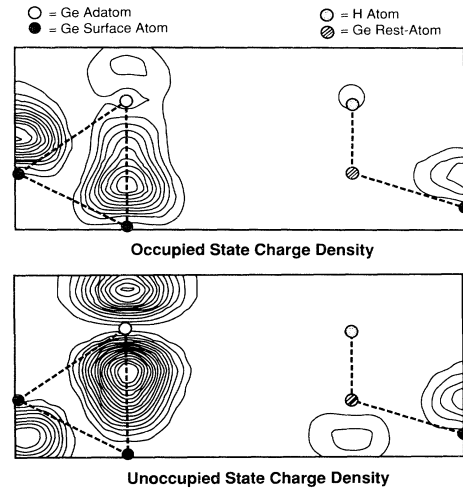 = Ge Adatom
= Ge Surface Atom
= H Atom
= Ge Rest-Atom
Occupied State Charge Density
Unoccupied State Charge Density